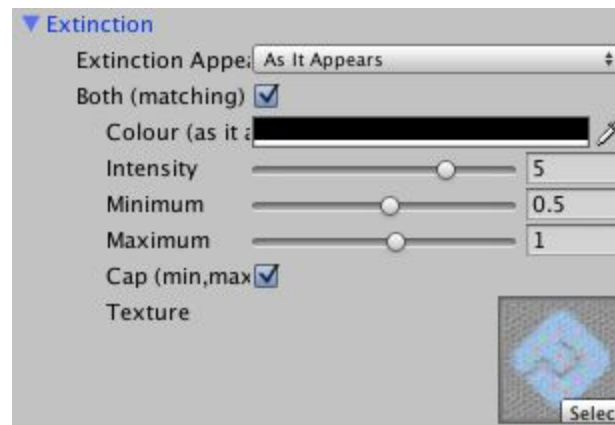 Extinction
Extinction Appe As It Appears
Both (matching)
Colour (as it a
Intensity 5
Minimum 0.5
Maximum 1
Cap (min,max
Texture
Selec